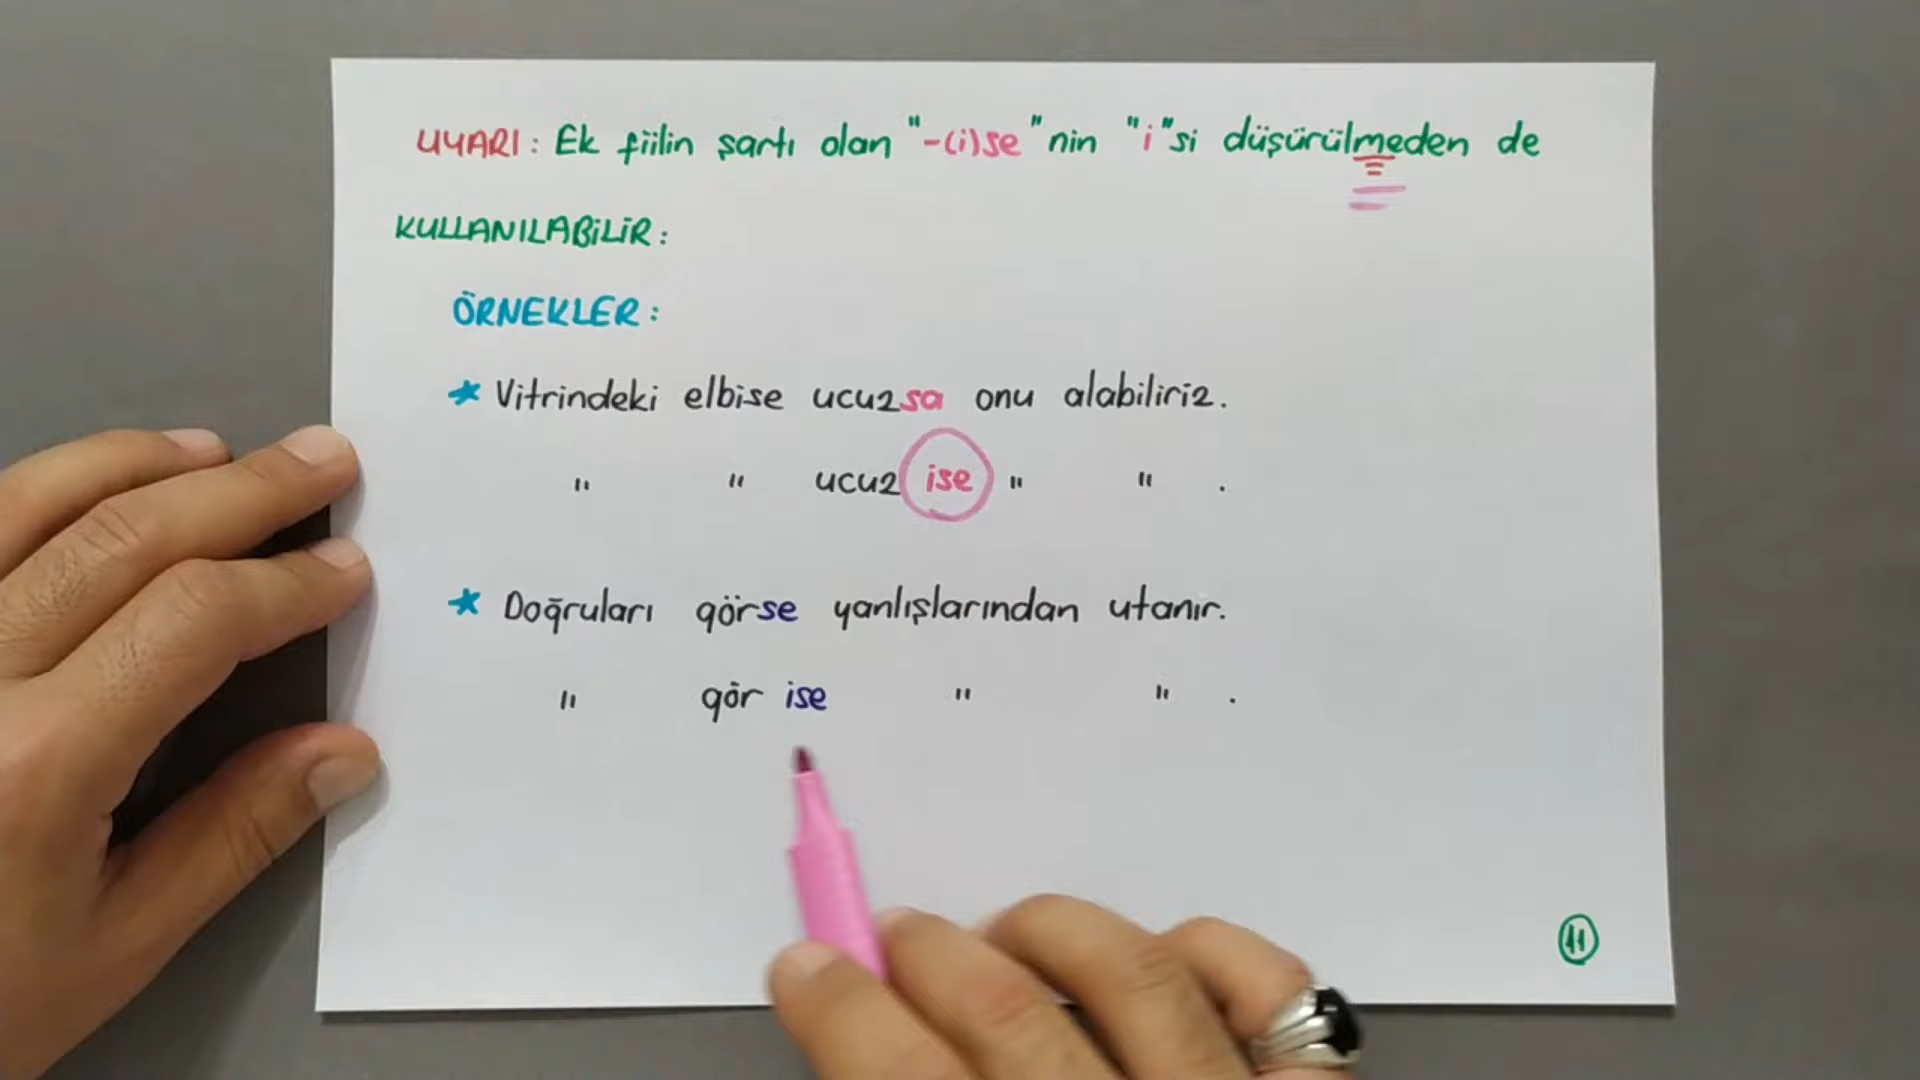 UYARI: Ek fiilin şartı olan "-(i)se"nin "i"si düşürülmeden de
KULLANILABİLİR:
ÖRNEKLER:
* Vitrindeki elbise ucuzsa onu alabiliriz.
" " ucuz ise " " .
* Doğruları görse yanlışlarından utanır.
" gör ise " " .
11